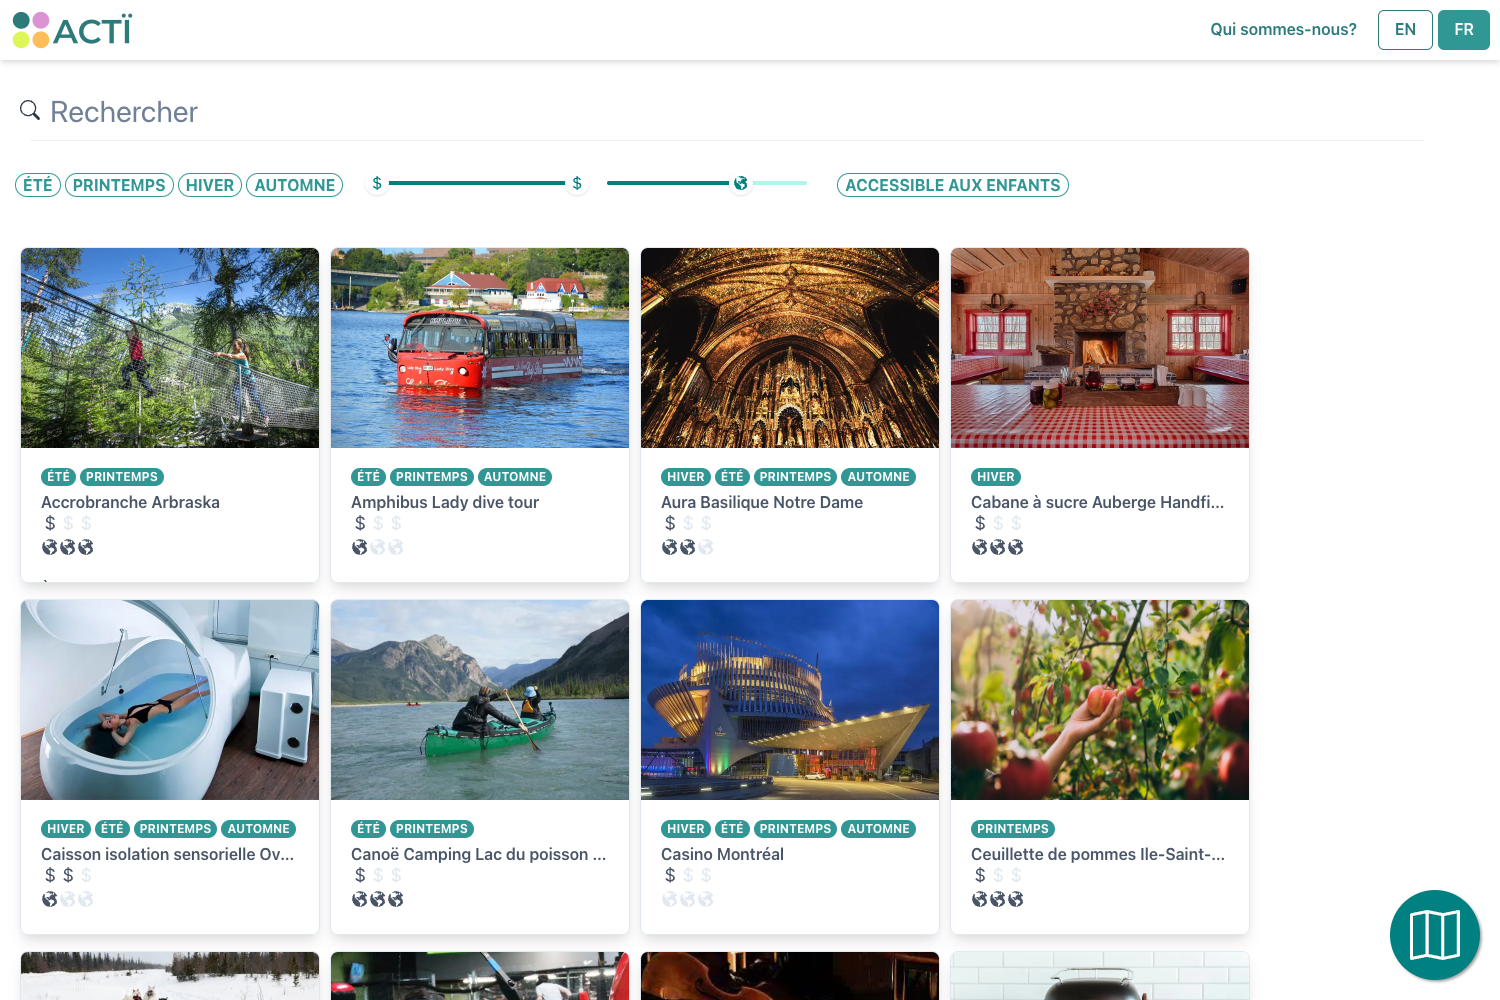 ACTÏ
Qui sommes-nous?
EN
FR
Rechercher
ÉTÉ PRINTEMPS HIVER AUTOMNE $ $ ACCESSIBLE AUX ENFANTS
ÉTÉ PRINTEMPS
Accrobranche Arbraska
$ $ $
ÉTÉ PRINTEMPS AUTOMNE
Amphibus Lady dive tour
$ $ $
HIVER ÉTÉ PRINTEMPS AUTOMNE
Aura Basilique Notre Dame
$ $ $
HIVER
Cabane à sucre Auberge Handfi...
$ $ $
HIVER ÉTÉ PRINTEMPS AUTOMNE
Caisson isolation sensorielle Ov...
$ $ $
ÉTÉ PRINTEMPS
Canoë Camping Lac du poisson ...
$ $ $
HIVER ÉTÉ PRINTEMPS AUTOMNE
Casino Montréal
$ $ $
PRINTEMPS
Ceuillette de pommes Ile-Saint-...
$ $ $